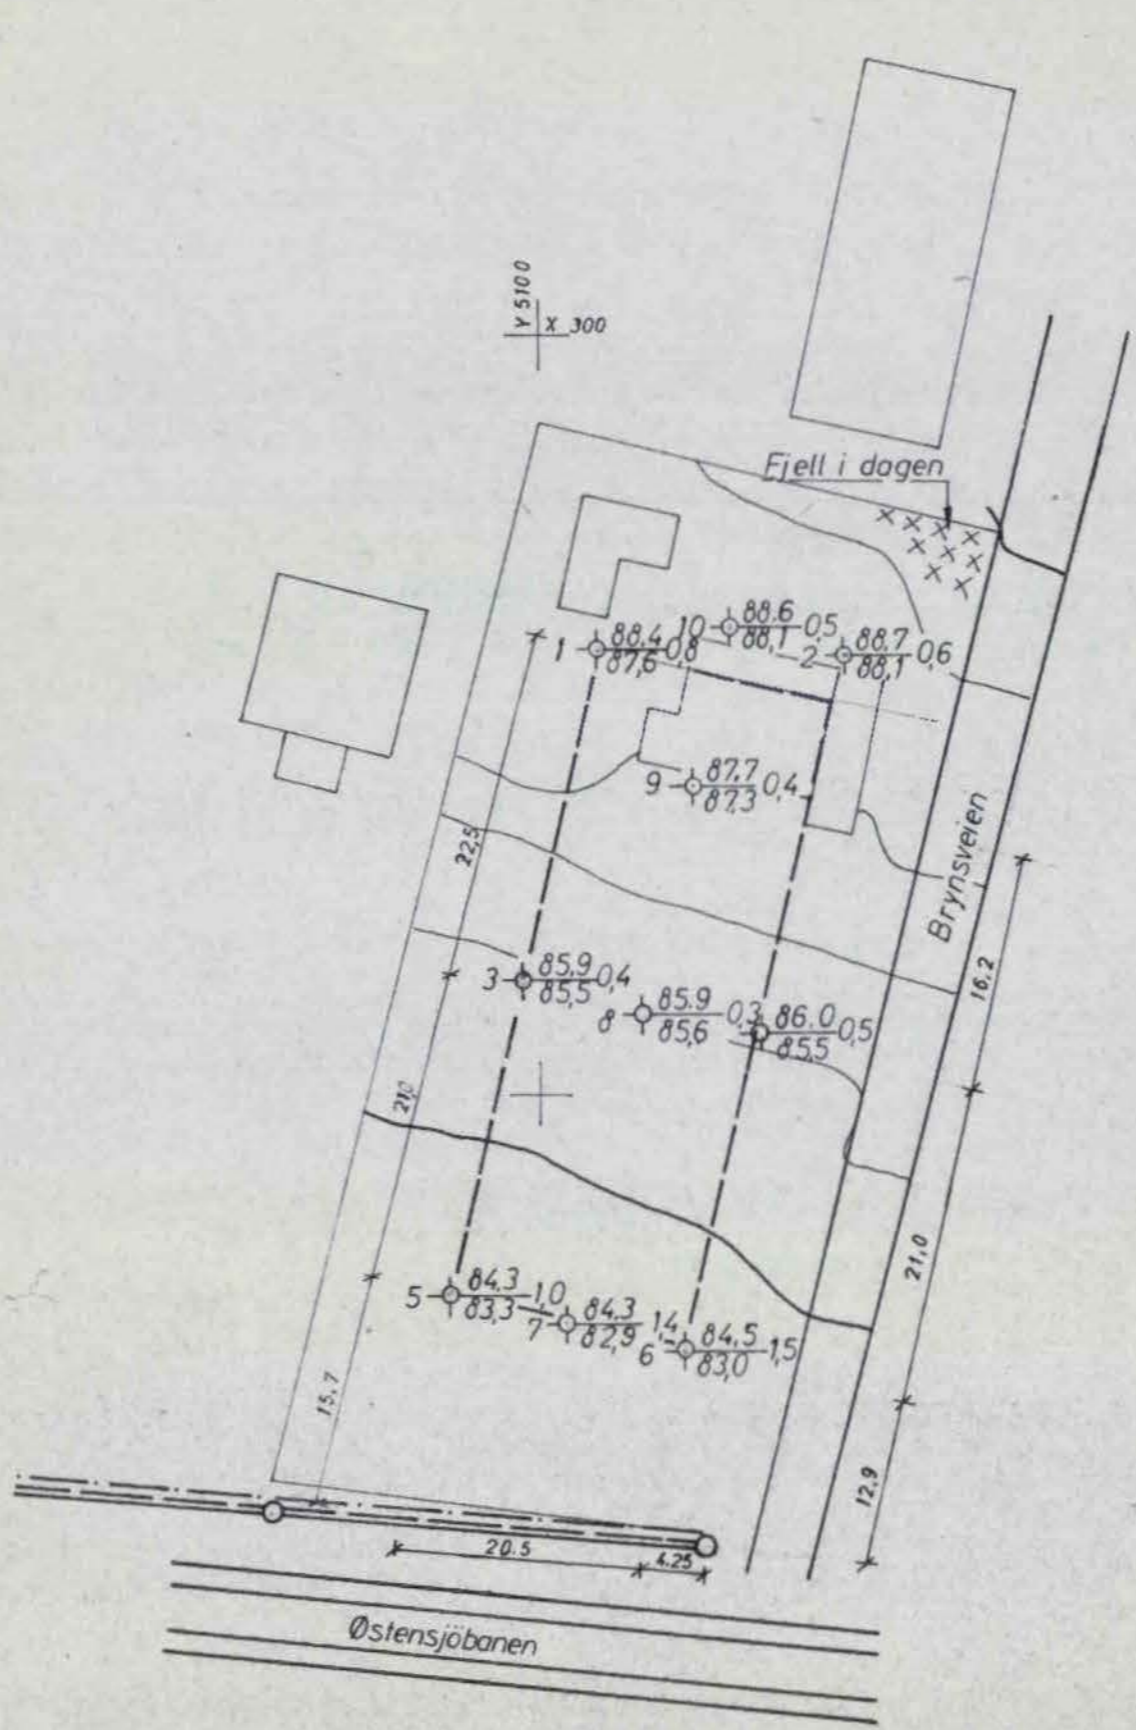 Y 5100
X 300
Fjell i dagen
10 88.6 0,5
88,1
1 88.4 0,8
87,6
2 88.7 0,6
88,1
9 87.7 0,4
87.3
22,5
Brynsveien
16.2
3 85.9 0,4
85,5
8 85.9 0,3
85,6
86.0 0,5
85,5
21,0
21,0
5 84.3 1,0
83,3
7 84.3 1,4
82,9
6 84.5 1,5
83,0
15,7
12,9
20.5
4.25
Østensjöbanen